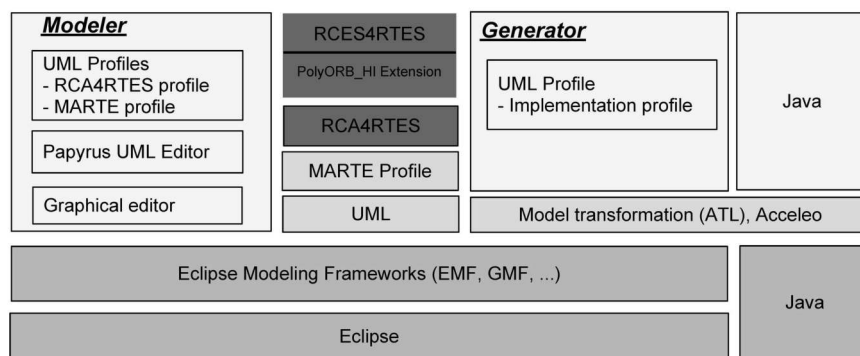 Modeler
UML Profiles
- RCA4RTES profile
- MARTE profile
Papyrus UML Editor
Graphical editor
RCES4RTES
PolyORB_HI Extension
RCA4RTES
MARTE Profile
UML
Generator
UML Profile
- Implementation profile
Java
Model transformation (ATL), Acceleo
Eclipse Modeling Frameworks (EMF, GMF, ...)
Eclipse
Java